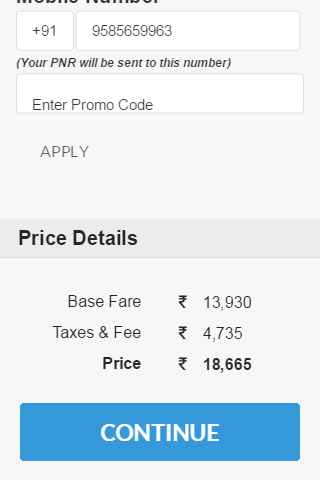 Mobile Number
+91 9585659963
(Your PNR will be sent to this number)
Enter Promo Code
APPLY
Price Details
Base Fare ₹ 13,930
Taxes & Fee ₹ 4,735
Price ₹ 18,665
CONTINUE